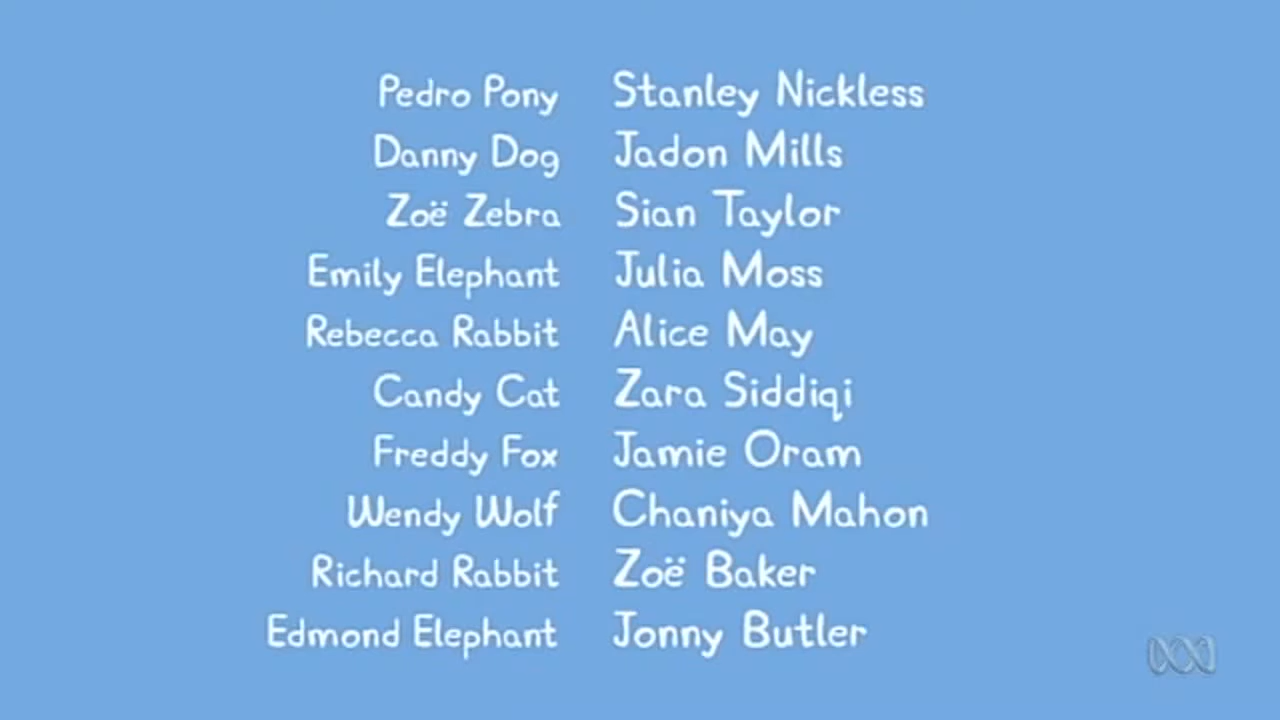 Pedro Pony Stanley Nickless
Danny Dog Jadon Mills
Zoë Zebra Sian Taylor
Emily Elephant Julia Moss
Rebecca Rabbit Alice May
Candy Cat Zara Siddiqi
Freddy Fox Jamie Oram
Wendy Wolf Chaniya Mahon
Richard Rabbit Zoë Baker
Edmond Elephant Jonny Butler